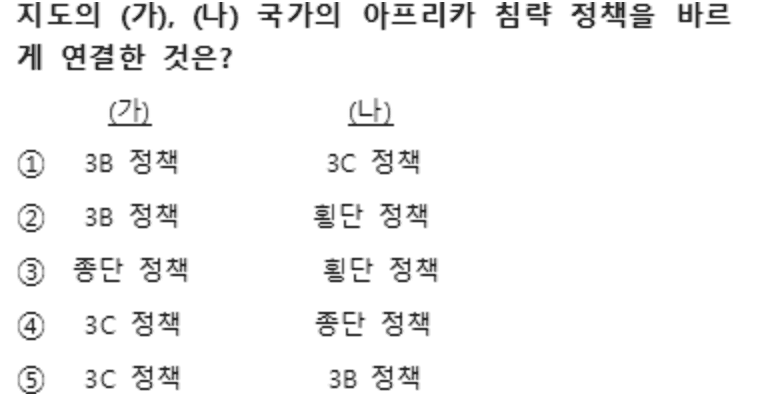 지도의 (가), (나) 국가의 아프리카 침략 정책을 바르
게 연결한 것은?
(가) (나)
① 3B 정책 3C 정책
② 3B 정책 횡단 정책
③ 종단 정책 횡단 정책
④ 3C 정책 종단 정책
⑤ 3C 정책 3B 정책